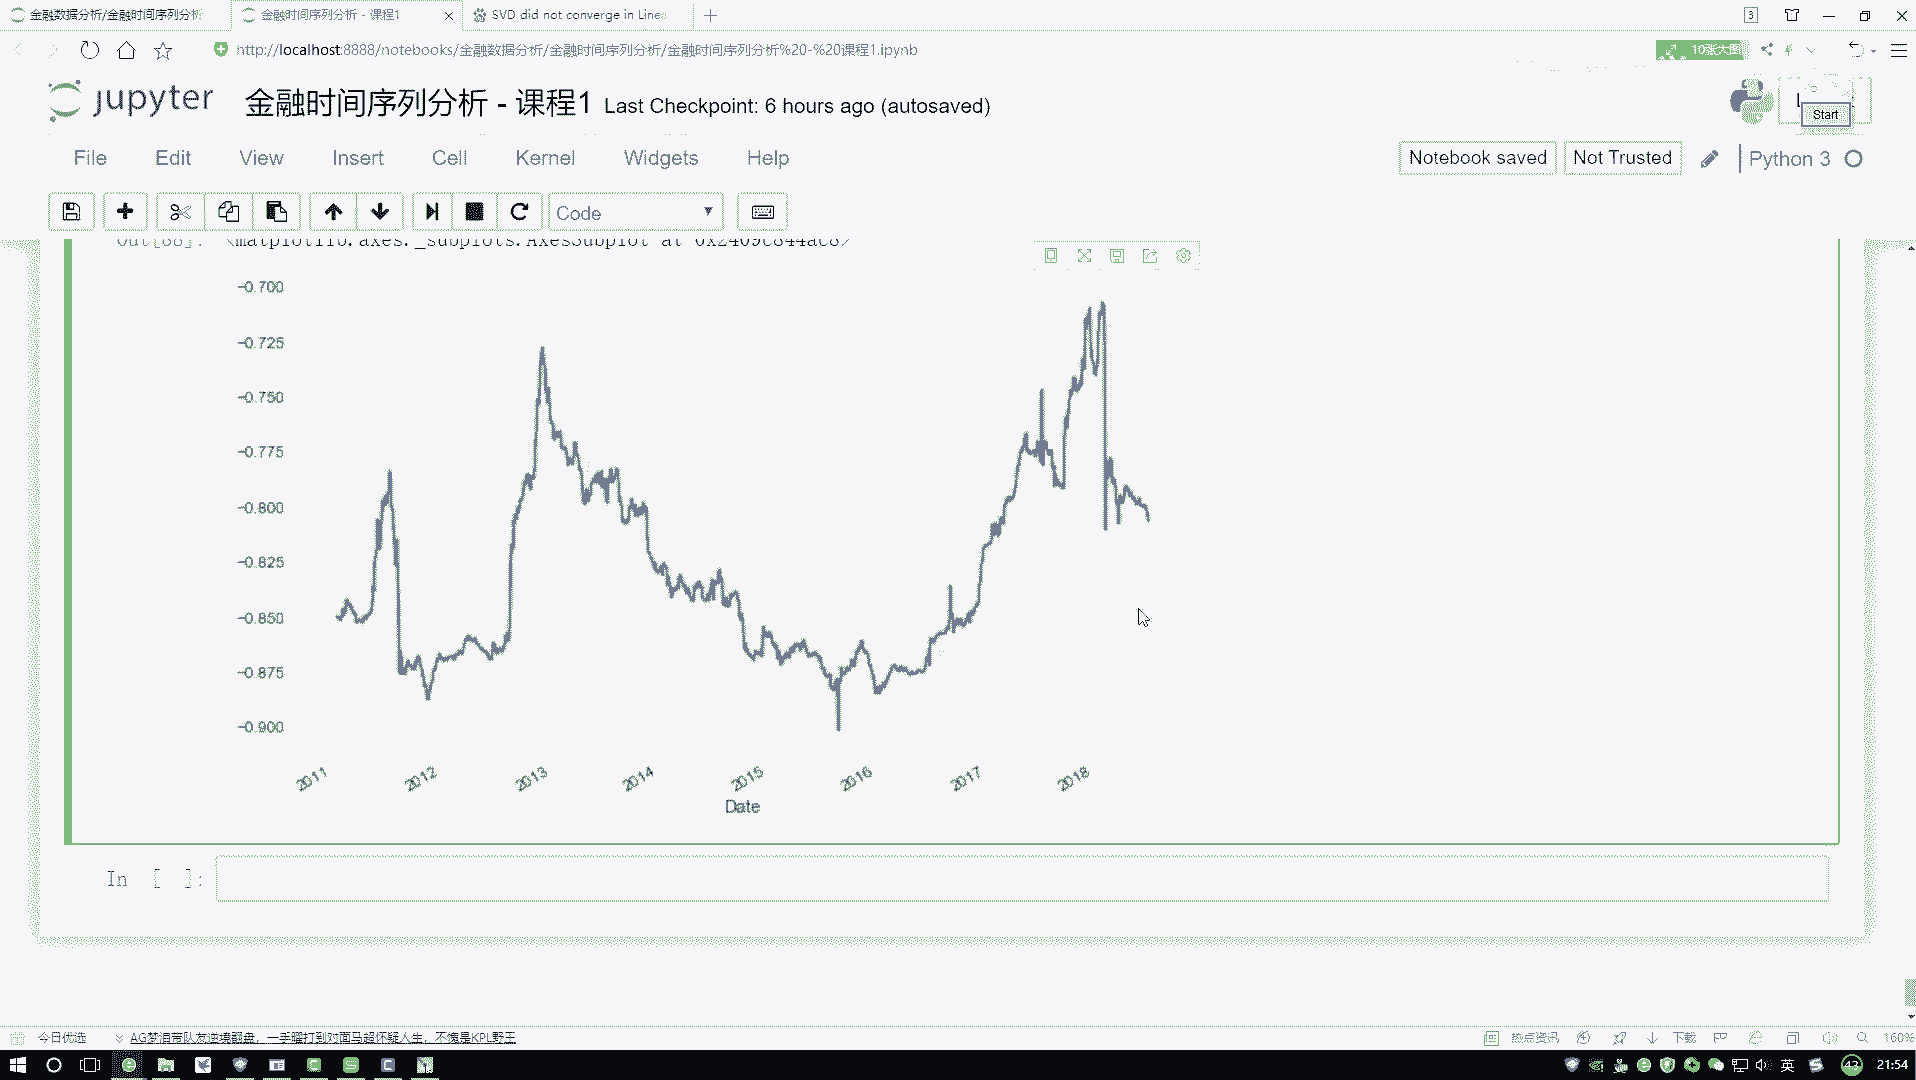 金融数据分析/金融时间序列分析
金融时间序列分析 - 课程1
SVD did not converge in Linea
3
http://localhost:8888/notebooks/金融数据分析/金融时间序列分析/金融时间序列分析%20-%20课程1.ipynb
10张大图
jupyter
金融时间序列分析 - 课程1 Last Checkpoint: 6 hours ago (autosaved)
Start
File Edit View Insert Cell Kernel Widgets Help
Notebook saved
Not Trusted
Python 3
Code
<matplotlib.axes._subplots.AxesSubplot at 0x2409c844ac8>
−0.700
−0.725
−0.750
−0.775
−0.800
−0.825
−0.850
−0.875
−0.900
2011 2012 2013 2014 2015 2016 2017 2018
Date
In [ ]:
今日优选
AG梦泪带队友逆境翻盘，一手曜打到对面马超怀疑人生，不愧是KPL野王
热点资讯
下载
160%
英
43
21:54